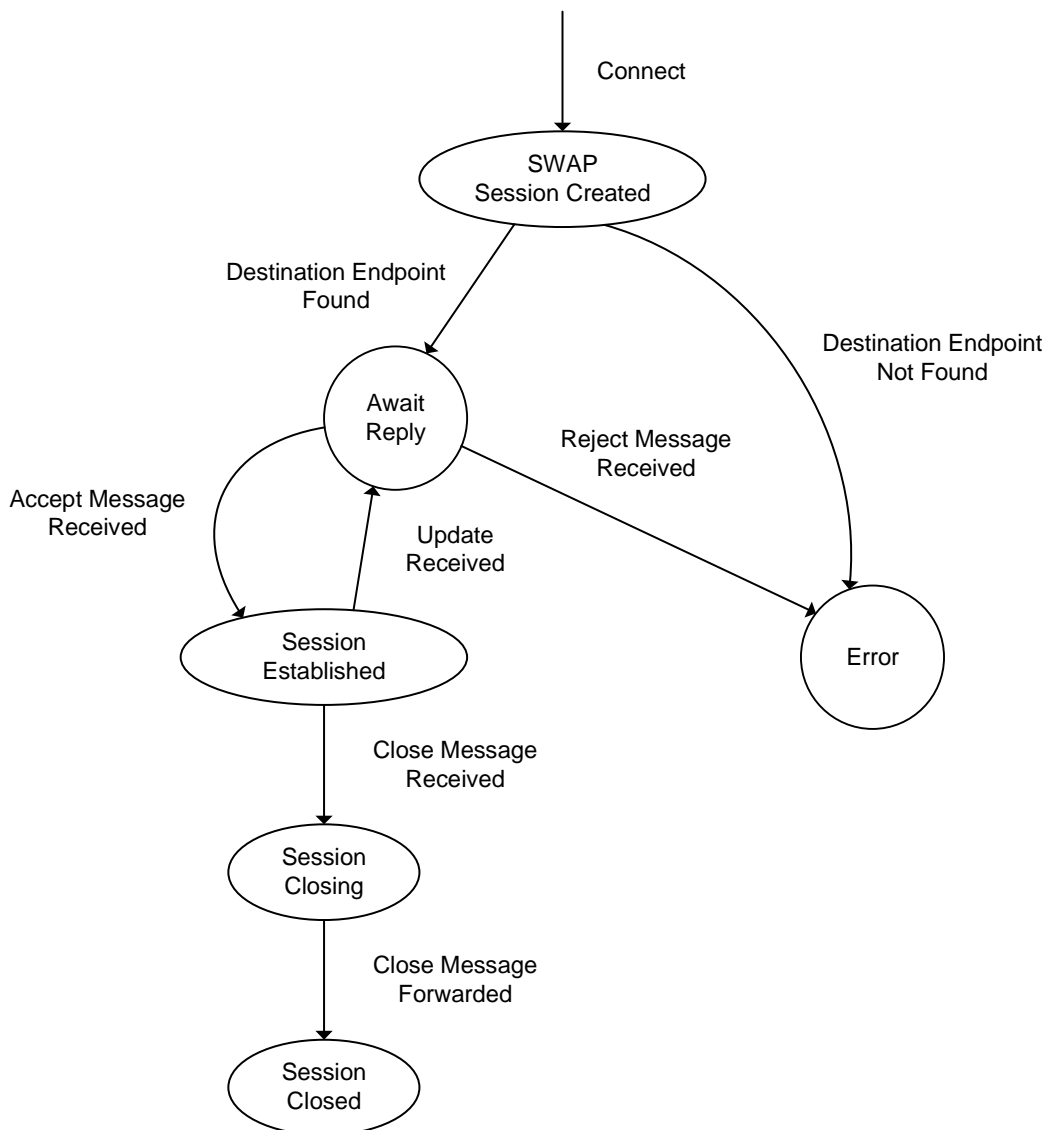 Connect
SWAP
Session Created
Destination Endpoint
Found
Destination Endpoint
Not Found
Await
Reply
Reject Message
Received
Accept Message
Received
Update
Received
Session
Established
Error
Close Message
Received
Session
Closing
Close Message
Forwarded
Session
Closed